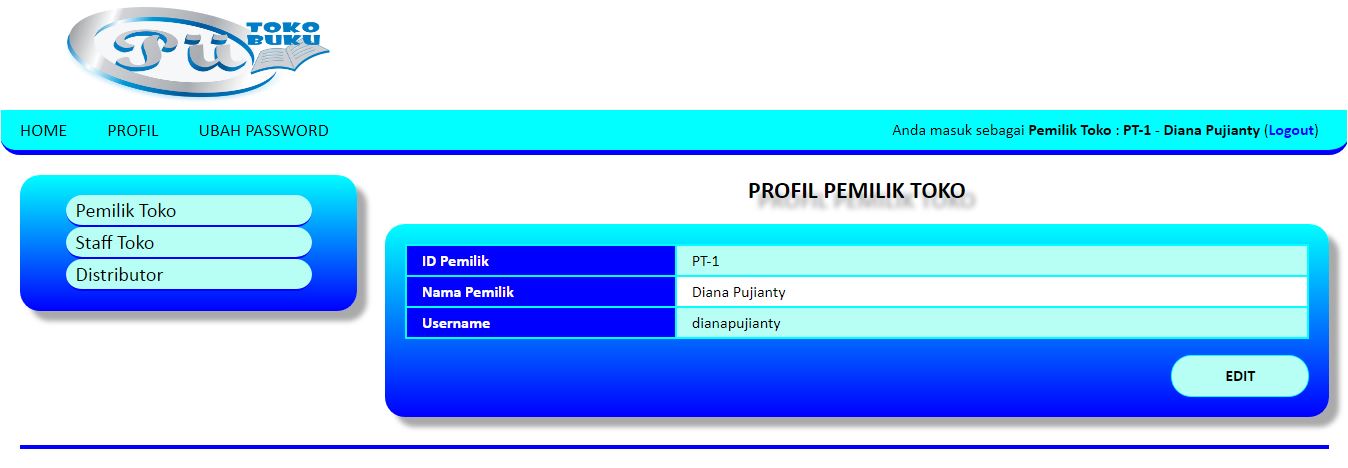 Pü TOKO
BUKU
HOME PROFIL UBAH PASSWORD Anda masuk sebagai Pemilik Toko : PT-1 - Diana Pujianty (Logout)
Pemilik Toko
Staff Toko
Distributor
PROFIL PEMILIK TOKO
ID Pemilik PT-1
Nama Pemilik Diana Pujianty
Username dianapujianty
EDIT